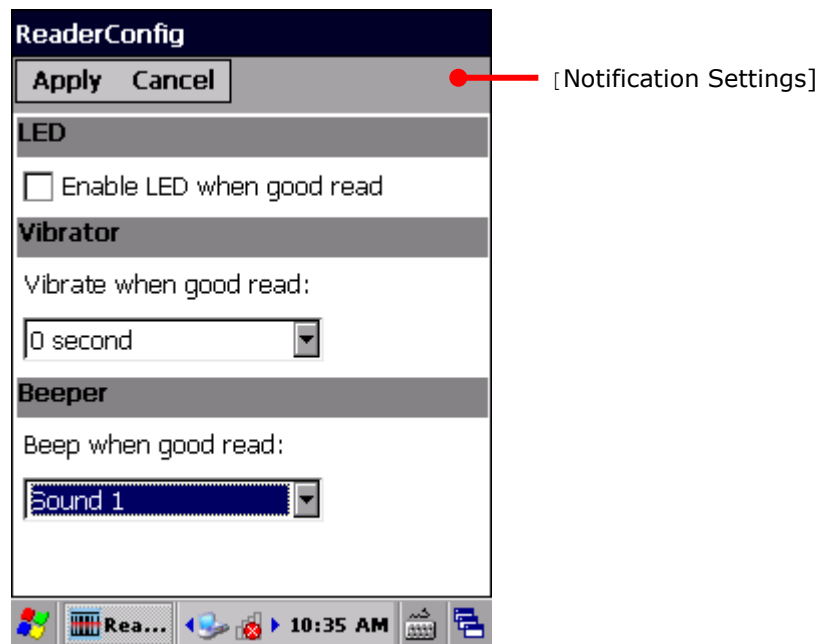 ReaderConfig
Apply Cancel
[Notification Settings]
LED
Enable LED when good read
Vibrator
Vibrate when good read:
0 second
Beeper
Beep when good read:
Sound 1
Rea... 10:35 AM